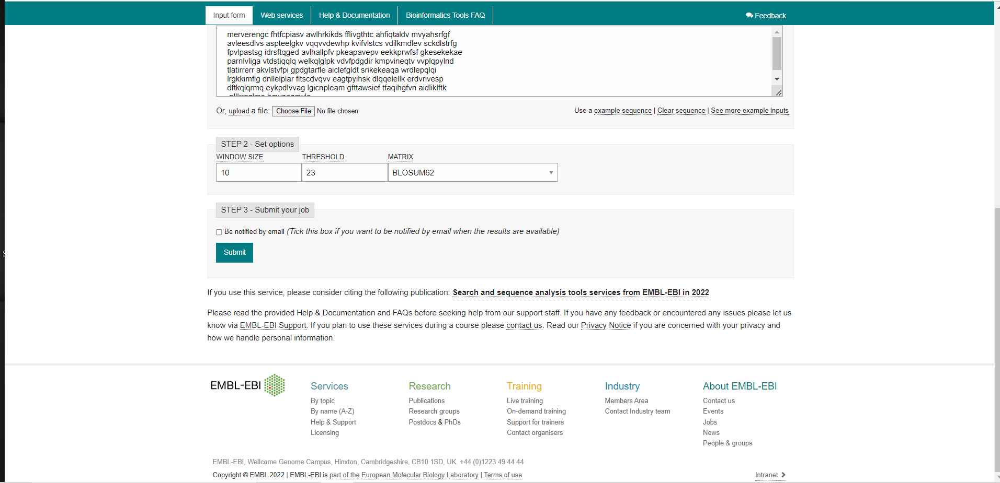 Input form
Web services
Help & Documentation
Bioinformatics Tools FAQ
Feedback
merverengc fhtfcpiasv awlhrkikds fflivgthtc ahfiqtaldv mvyahsrfgf
avleesdlvs aspteelgkv vqqvvdewhp kvifvlstcs vdilkmdlev sckdlstrfg
fpvlpastsg idrsftqged avlhallpfv pkeapavepv eekkprwfsf gkesekekae
parnlvliga vtdstiqqlq welkqlglpk vdvfpdgdir kmpvineqtv vvplqpylnd
tlatirrerr akvlstvfpi gpdgtarfle aiclefgldt srikekeaqa wrdlepqlqi
lrgkkimflg dnllelplar fltscdvqvv eagtpyihsk dlqqelellk erdvrivesp
dftkqlqrmq eykpdlvvag lgicnpleam gfttawsief tfaqihgfvn aidliklftk
Or, upload a file: Choose File No file chosen
Use a example sequence | Clear sequence | See more example inputs
STEP 2 - Set options
WINDOW SIZE
THRESHOLD
MATRIX
10
23
BLOSUM62
STEP 3 - Submit your job
Be notified by email (Tick this box if you want to be notified by email when the results are available)
Submit
If you use this service, please consider citing the following publication: Search and sequence analysis tools services from EMBL-EBI in 2022
Please read the provided Help & Documentation and FAQs before seeking help from our support staff. If you have any feedback or encountered any issues please let us
know via EMBL-EBI Support. If you plan to use these services during a course please contact us. Read our Privacy Notice if you are concerned with your privacy and
how we handle personal information.
EMBL-EBI
Services
By topic
By name (A-Z)
Help & Support
Licensing
Research
Publications
Research groups
Postdocs & PhDs
Training
Live training
On-demand training
Support for trainers
Contact organisers
Industry
Members Area
Contact Industry team
About EMBL-EBI
Contact us
Events
Jobs
News
People & groups
EMBL-EBI, Wellcome Genome Campus, Hinxton, Cambridgeshire, CB10 1SD, UK. +44 (0)1223 49 44 44
Copyright © EMBL 2022 | EMBL-EBI is part of the European Molecular Biology Laboratory | Terms of use
Intranet